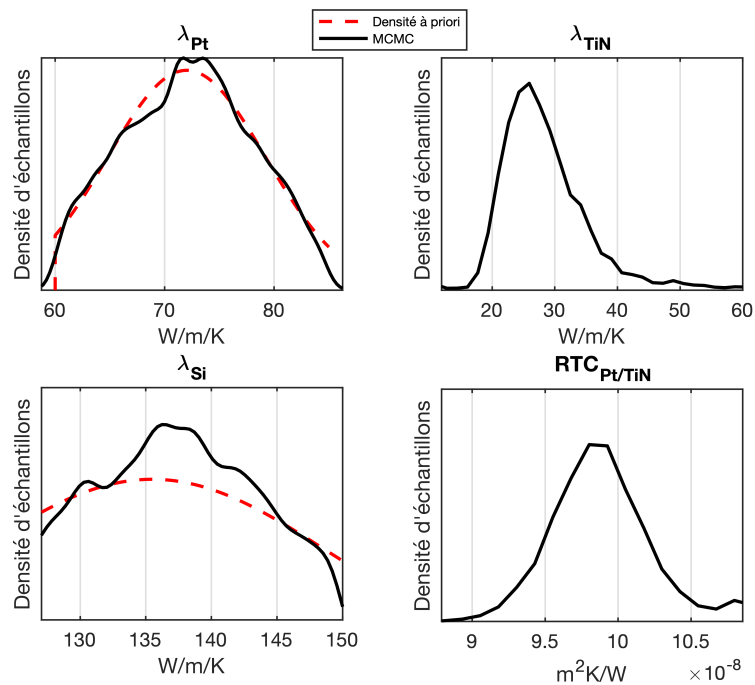 Densité à priori
MCMC
λPt
Densité d'échantillons
60 70 80
W/m/K
λTiN
Densité d'échantillons
20 30 40 50 60
W/m/K
λSi
Densité d'échantillons
130 135 140 145 150
W/m/K
RTCPt/TiN
Densité d'échantillons
9 9.5 10 10.5
m²K/W ×10⁻⁸